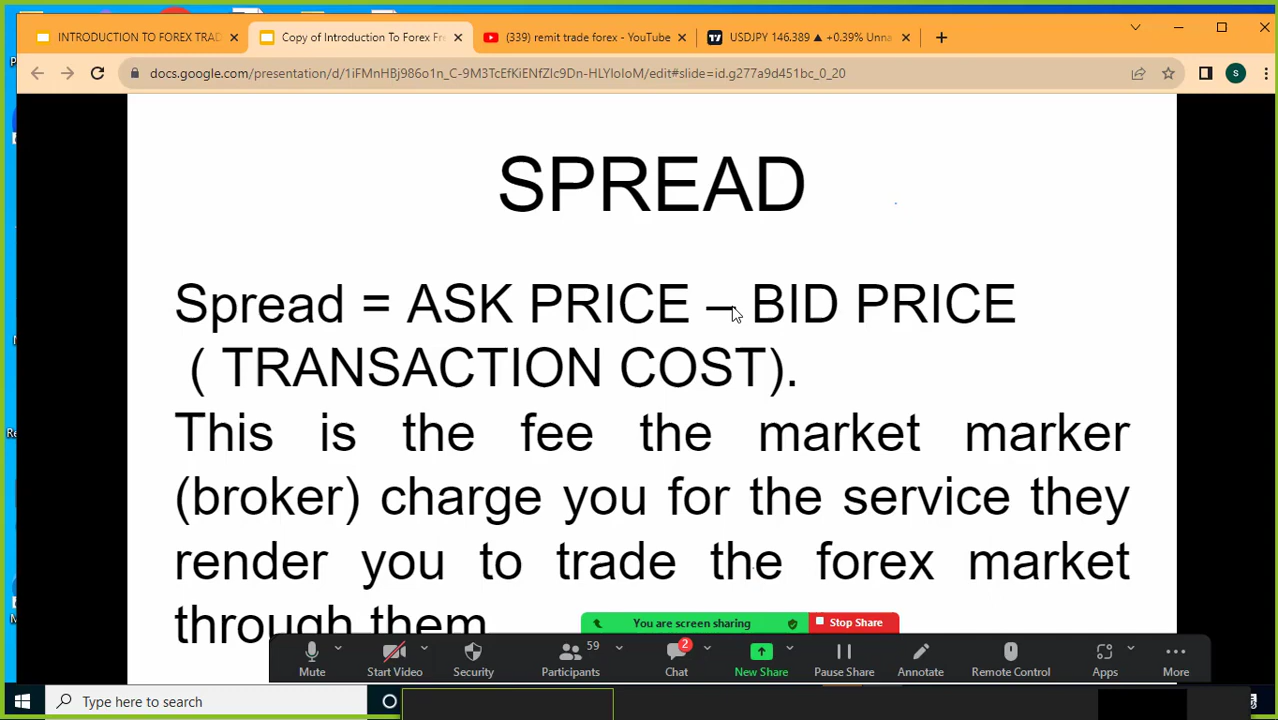 INTRODUCTION TO FOREX TRAD
Copy of Introduction To Forex Fre
(339) remit trade forex - YouTube
USDJPY 146.389 ▲ +0.39% Unna
docs.google.com/presentation/d/1iFMnHBj986o1n_C-9M3TcEfKiENfZlc9Dn-HLYIoIoM/edit#slide=id.g277a9d451bc_0_20
S
SPREAD
Spread = ASK PRICE – BID PRICE
( TRANSACTION COST).
This is the fee the market marker
(broker) charge you for the service they
render you to trade the forex market
through them
You are screen sharing
Stop Share
59
2
Mute
Start Video
Security
Participants
Chat
New Share
Pause Share
Annotate
Remote Control
Apps
More
Type here to search